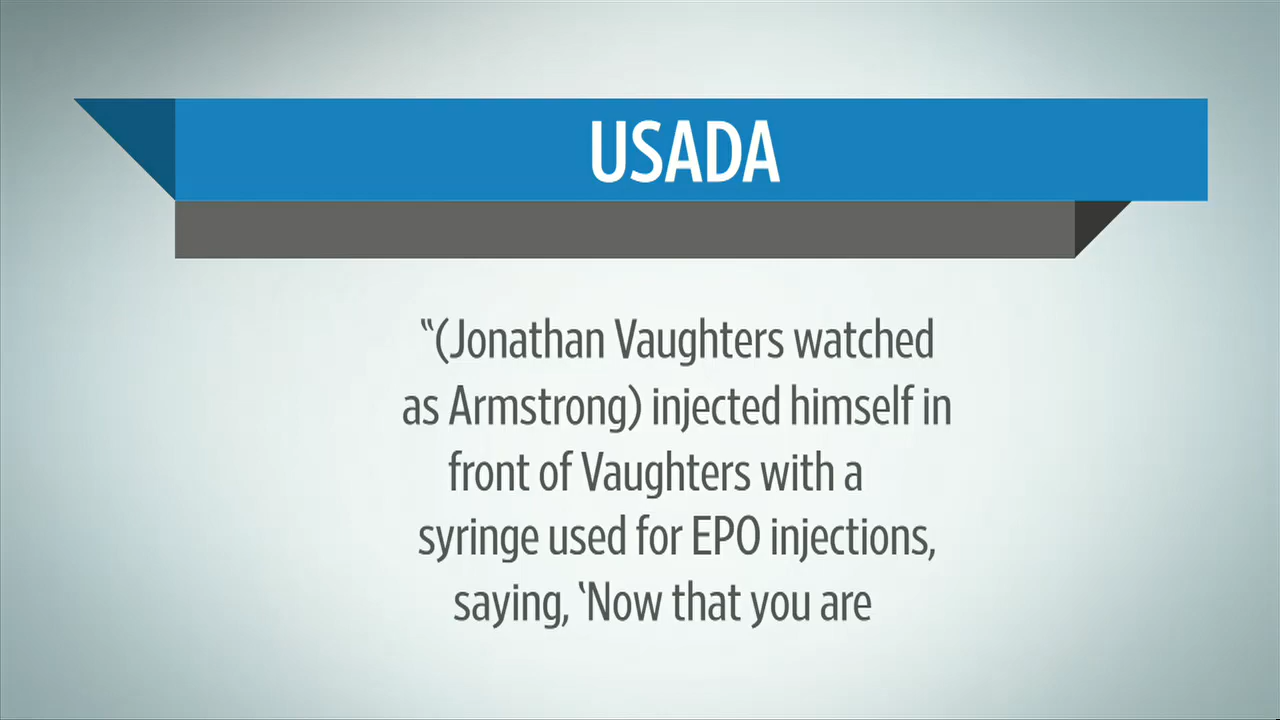 USADA
“(Jonathan Vaughters watched
as Armstrong) injected himself in
front of Vaughters with a
syringe used for EPO injections,
saying, ‘Now that you are